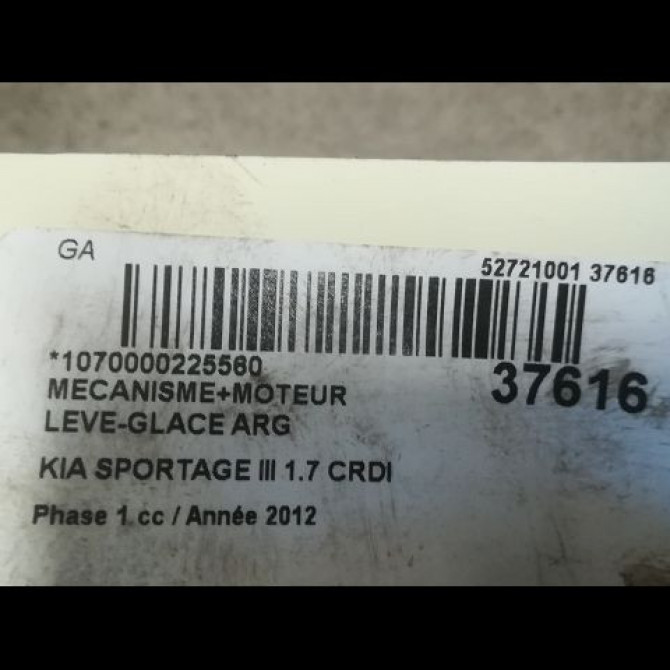 GA
52721001 37616
*1070000225560
37616
MECANISME+MOTEUR
LEVE-GLACE ARG
KIA SPORTAGE III 1.7 CRDI
Phase 1 cc / Année 2012